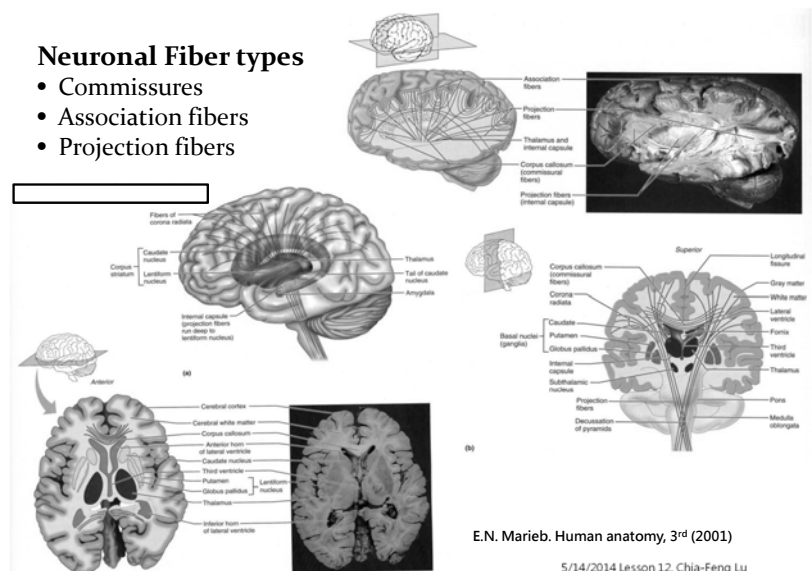 Neuronal Fiber types
• Commissures
• Association fibers
• Projection fibers
Association
fibers
Projection
fibers
Thalamus and
internal capsule
Corpus callosum
(commissural
fibers)
Projection fibers
(internal capsule)
Fibers of
corona radiata
Corpus
striatum
Caudate
nucleus
Lentiform
nucleus
Thalamus
Tail of caudate
nucleus
Amygdala
Internal capsule
(projection fibers
run deep to
lentiform nucleus)
(a)
Superior
Corpus callosum
(commissural
fibers)
Corona
radiata
Basal nuclei
(ganglia)
Caudate
Putamen
Globus pallidus
Internal
capsule
Subthalamic
nucleus
Projection
fibers
Decussation
of pyramids
Longitudinal
fissure
Gray matter
White matter
Lateral
ventricle
Fornix
Third
ventricle
Thalamus
Pons
Medulla
oblongata
(b)
Anterior
Cerebral cortex
Cerebral white matter
Corpus callosum
Anterior horn
of lateral ventricle
Caudate nucleus
Third ventricle
Putamen
Globus pallidus
Lentiform
nucleus
Thalamus
Inferior horn
of lateral ventricle
E.N. Marieb. Human anatomy, 3rd (2001)
5/14/2014 Lesson 12, Chia-Feng Lu